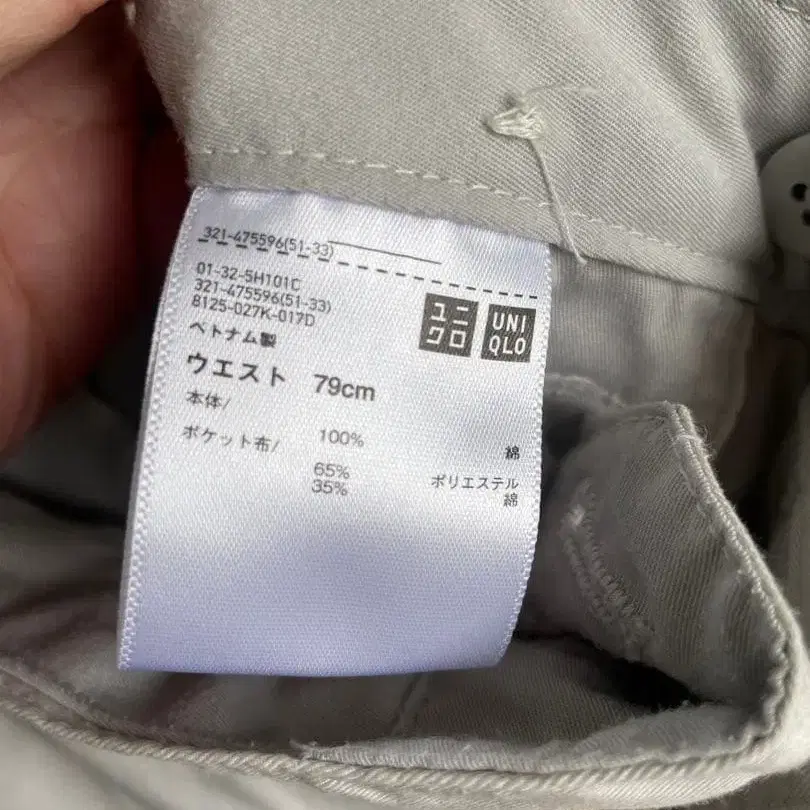 321-475596(51-33)
01-32-5H101C
321-475596(51-33)
8125-027K-017D
ユニ
クロ
UNI
QLO
ベトナム製
ウエスト 79cm
本体/
100% 綿
ポケット布/
65% ポリエステル
35% 綿